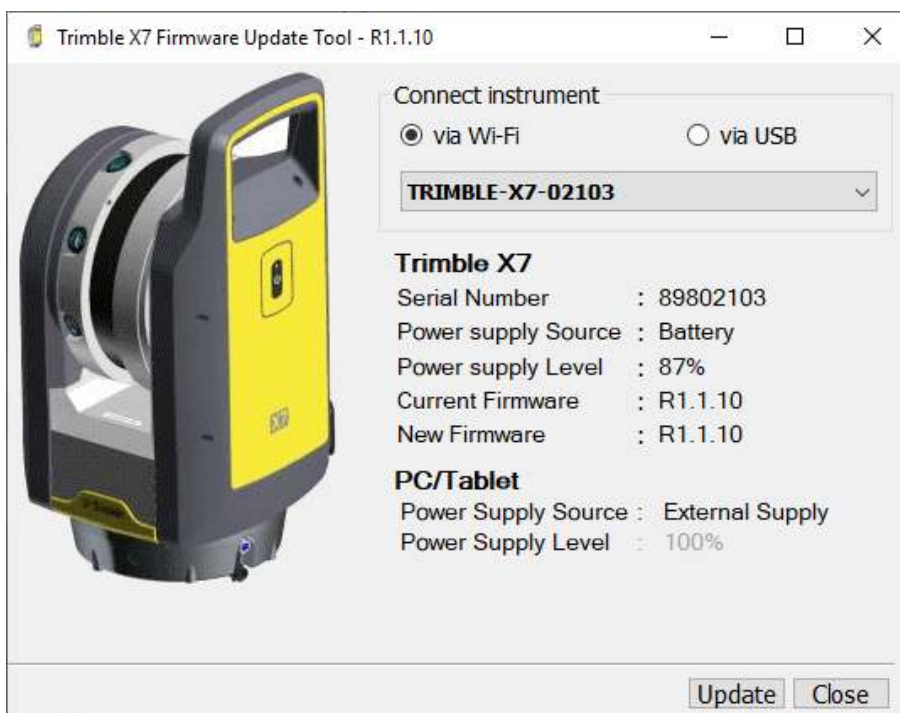 Trimble X7 Firmware Update Tool - R1.1.10
Connect instrument
via Wi-Fi
via USB
TRIMBLE-X7-02103
Trimble X7
Serial Number : 89802103
Power supply Source : Battery
Power supply Level : 87%
Current Firmware : R1.1.10
New Firmware : R1.1.10
PC/Tablet
Power Supply Source : External Supply
Power Supply Level : 100%
X7
Trimble
Update
Close